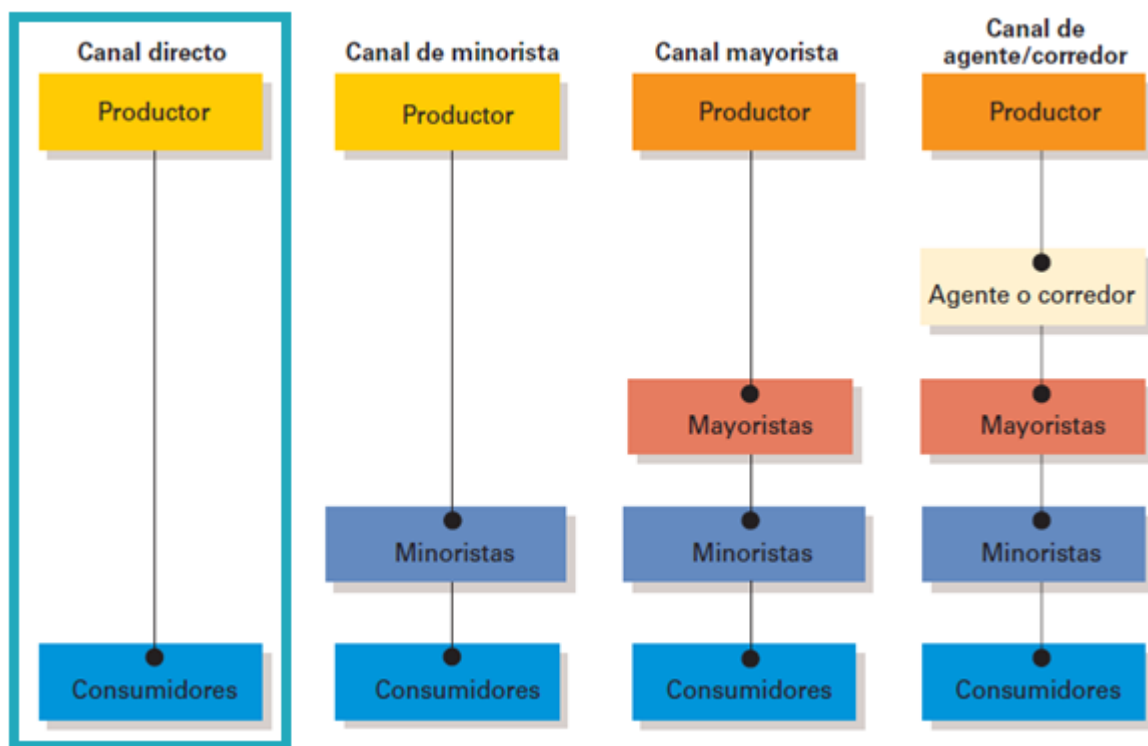 Canal directo
Productor
Consumidores
Canal de minorista
Productor
Minoristas
Consumidores
Canal mayorista
Productor
Mayoristas
Minoristas
Consumidores
Canal de
agente/corredor
Productor
Agente o corredor
Mayoristas
Minoristas
Consumidores